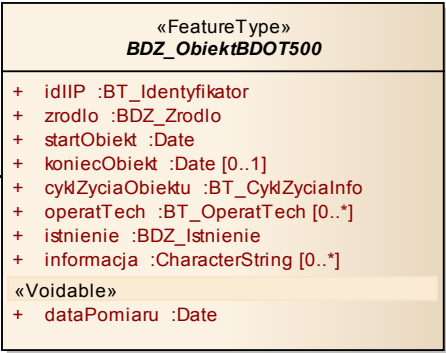 «FeatureType»
BDZ_ObiektBDOT500
+ idIIP :BT_Identyfikator
+ zrodlo :BDZ_Zrodlo
+ startObiekt :Date
+ koniecObiekt :Date [0..1]
+ cyklZyciaObiektu :BT_CyklZyciaInfo
+ operatTech :BT_OperatTech [0..*]
+ istnienie :BDZ_Istnienie
+ informacja :CharacterString [0..*]
«Voidable»
+ dataPomiaru :Date